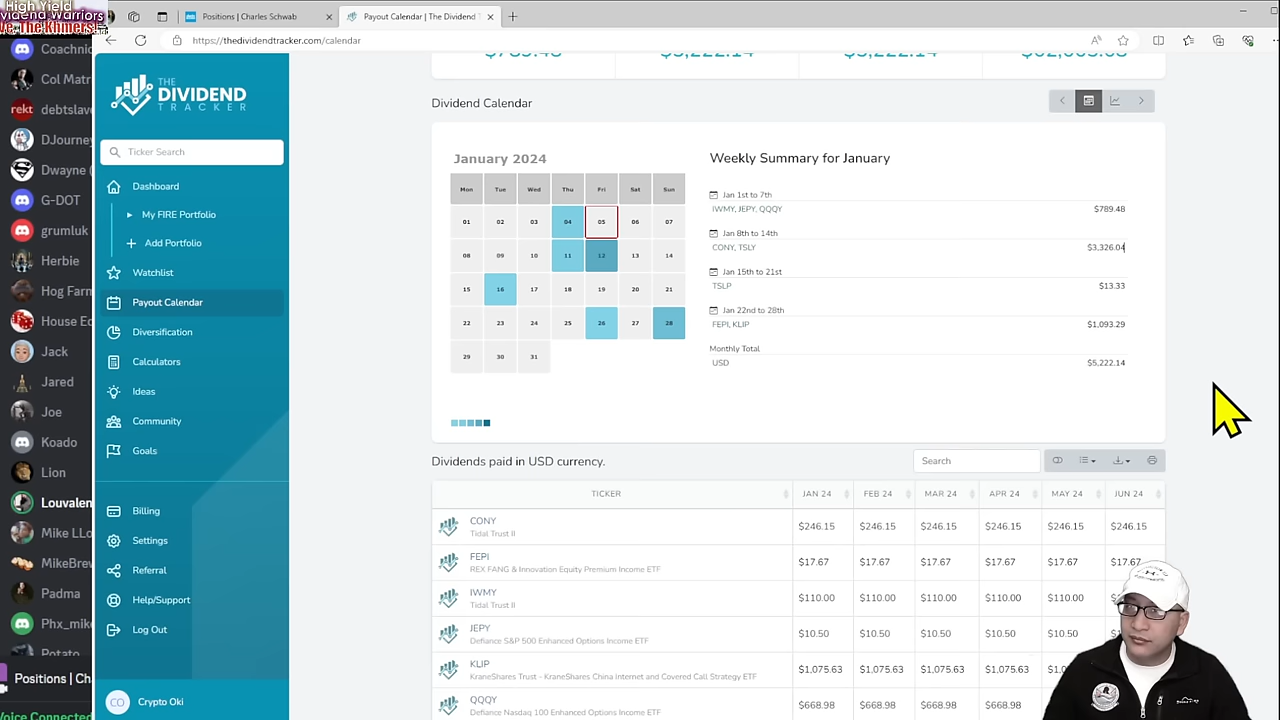 High Yield
Dividend Warriors
Positions | Charles Schwab
Payout Calendar | The Dividend T
https://thedividendtracker.com/calendar
Coachnic
Col Matr
debtslave
DJourney
Dwayne (
G-DOT
grumluk
Herbie
Hog Farm
House Ed
Jack
Jared
Joe
Koado
Lion
Louvalen
Mike LL
MikeBrew
Padma
Phx_mike
Potato
Positions | Cha
Voice Connected
THE
DIVIDEND
TRACKER
Ticker Search
Dashboard
My FIRE Portfolio
Add Portfolio
Watchlist
Payout Calendar
Diversification
Calculators
Ideas
Community
Goals
Billing
Settings
Referral
Help/Support
Log Out
CO Crypto Oki
$789.48 $5,222.14 $5,222.14
Dividend Calendar
January 2024
Mon Tue Wed Thu Fri Sat Sun
01 02 03 04 05 06 07
08 09 10 11 12 13 14
15 16 17 18 19 20 21
22 23 24 25 26 27 28
29 30 31
Weekly Summary for January
Jan 1st to 7th
IWMY, JEPY, QQQY $789.48
Jan 8th to 14th
CONY, TSLY $3,326.04
Jan 15th to 21st
TSLP $13.33
Jan 22nd to 28th
FEPI, KLIP $1,093.29
Monthly Total
USD $5,222.14
Dividends paid in USD currency.
Search
TICKER JAN 24 FEB 24 MAR 24 APR 24 MAY 24 JUN 24
CONY $246.15 $246.15 $246.15 $246.15 $246.15 $246.15
Tidal Trust II
FEPI $17.67 $17.67 $17.67 $17.67 $17.67 $17.67
REX FANG & Innovation Equity Premium Income ETF
IWMY $110.00 $110.00 $110.00 $110.00 $110.00
Tidal Trust II
JEPY $10.50 $10.50 $10.50 $10.50 $10.50
Defiance S&P 500 Enhanced Options Income ETF
KLIP $1,075.63 $1,075.63 $1,075.63 $1,075.63
KraneShares Trust - KraneShares China Internet and Covered Call Strategy ETF
QQQY $668.98 $668.98 $668.98 $668.98
Defiance Nasdaq 100 Enhanced Options Income ETF